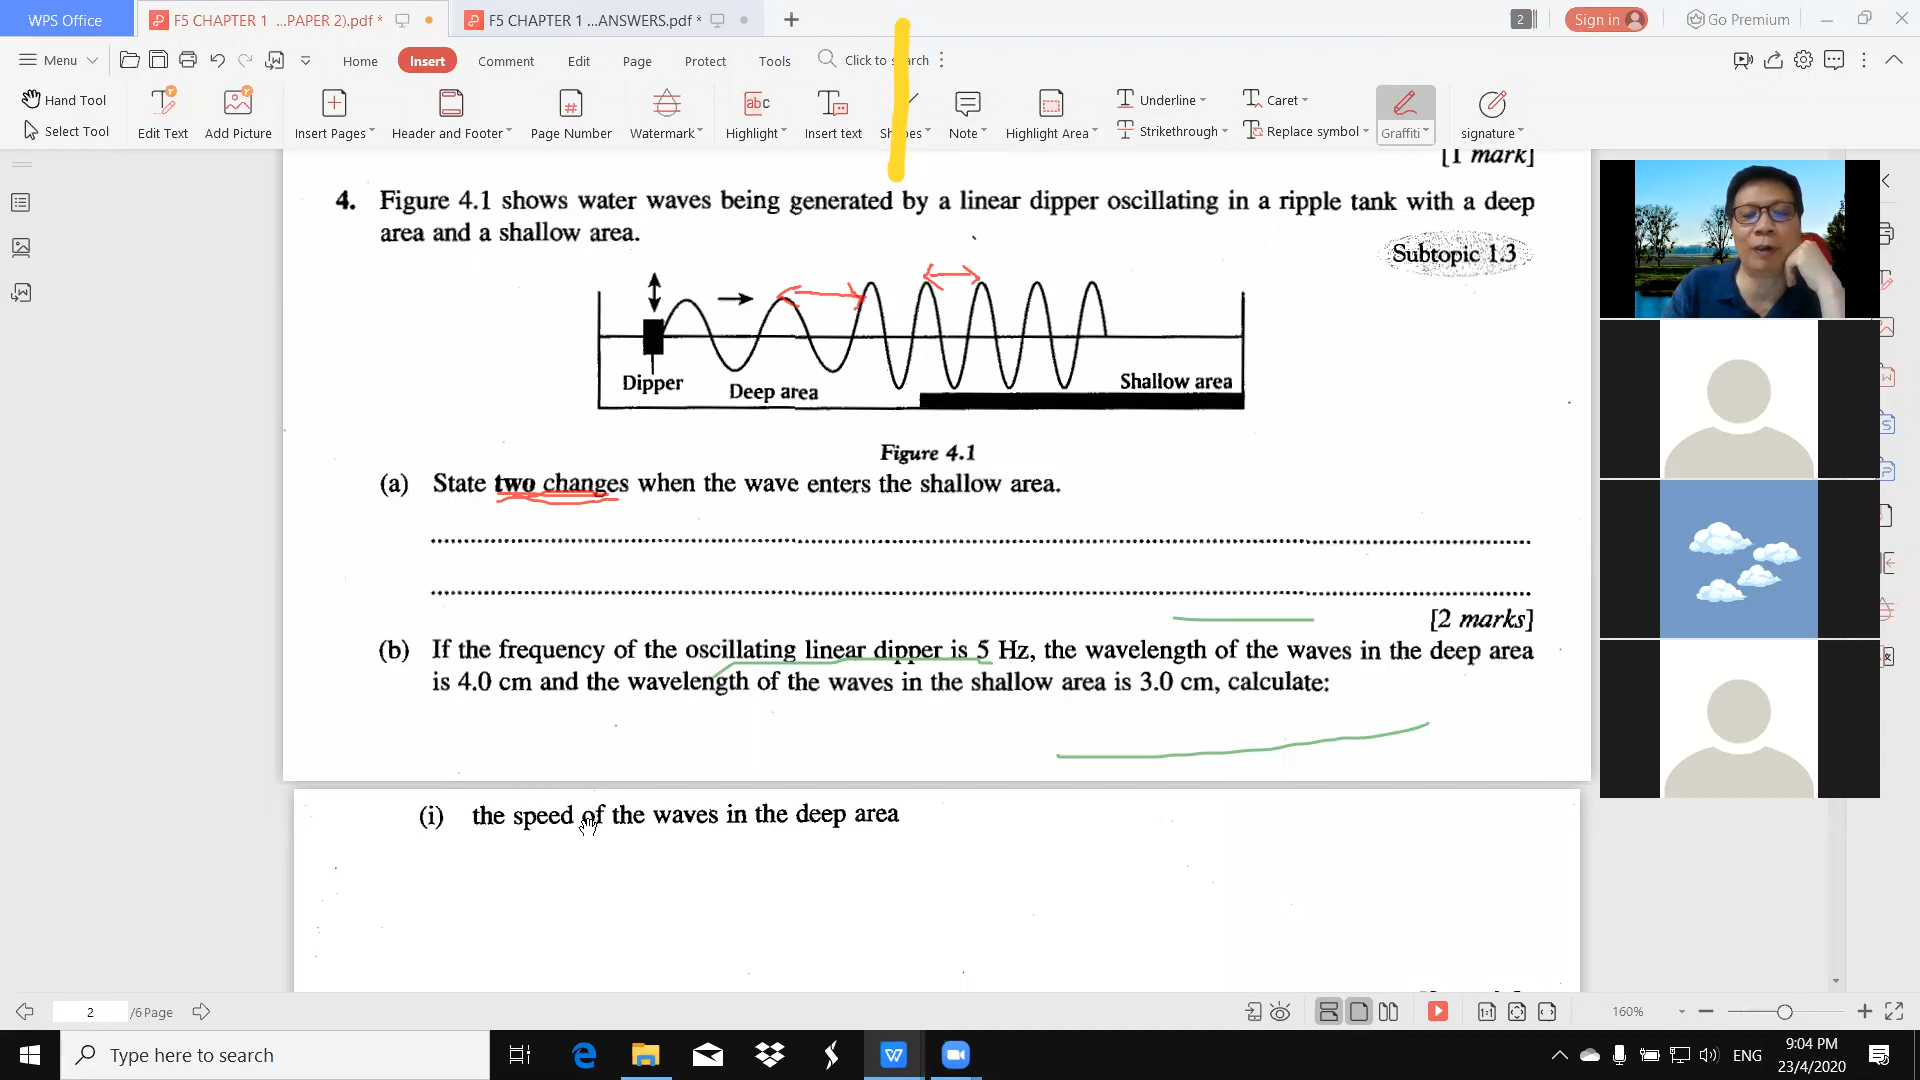 WPS Office
F5 CHAPTER 1 ...PAPER 2).pdf *
F5 CHAPTER 1 ...ANSWERS.pdf *
2
Sign in
Go Premium
Menu
Home
Insert
Comment
Edit
Page
Protect
Tools
Click to search
Hand Tool
Select Tool
Edit Text
Add Picture
Insert Pages
Header and Footer
Page Number
Watermark
Highlight
Insert text
Shapes
Note
Highlight Area
Underline
Strikethrough
Caret
Replace symbol
Graffiti
signature
[1 mark]
4. Figure 4.1 shows water waves being generated by a linear dipper oscillating in a ripple tank with a deep
area and a shallow area.
Subtopic 1.3
Dipper
Deep area
Shallow area
Figure 4.1
(a) State two changes when the wave enters the shallow area.
[2 marks]
(b) If the frequency of the oscillating linear dipper is 5 Hz, the wavelength of the waves in the deep area
is 4.0 cm and the wavelength of the waves in the shallow area is 3.0 cm, calculate:
(i) the speed of the waves in the deep area
2
/6Page
160%
Type here to search
ENG
9:04 PM
23/4/2020